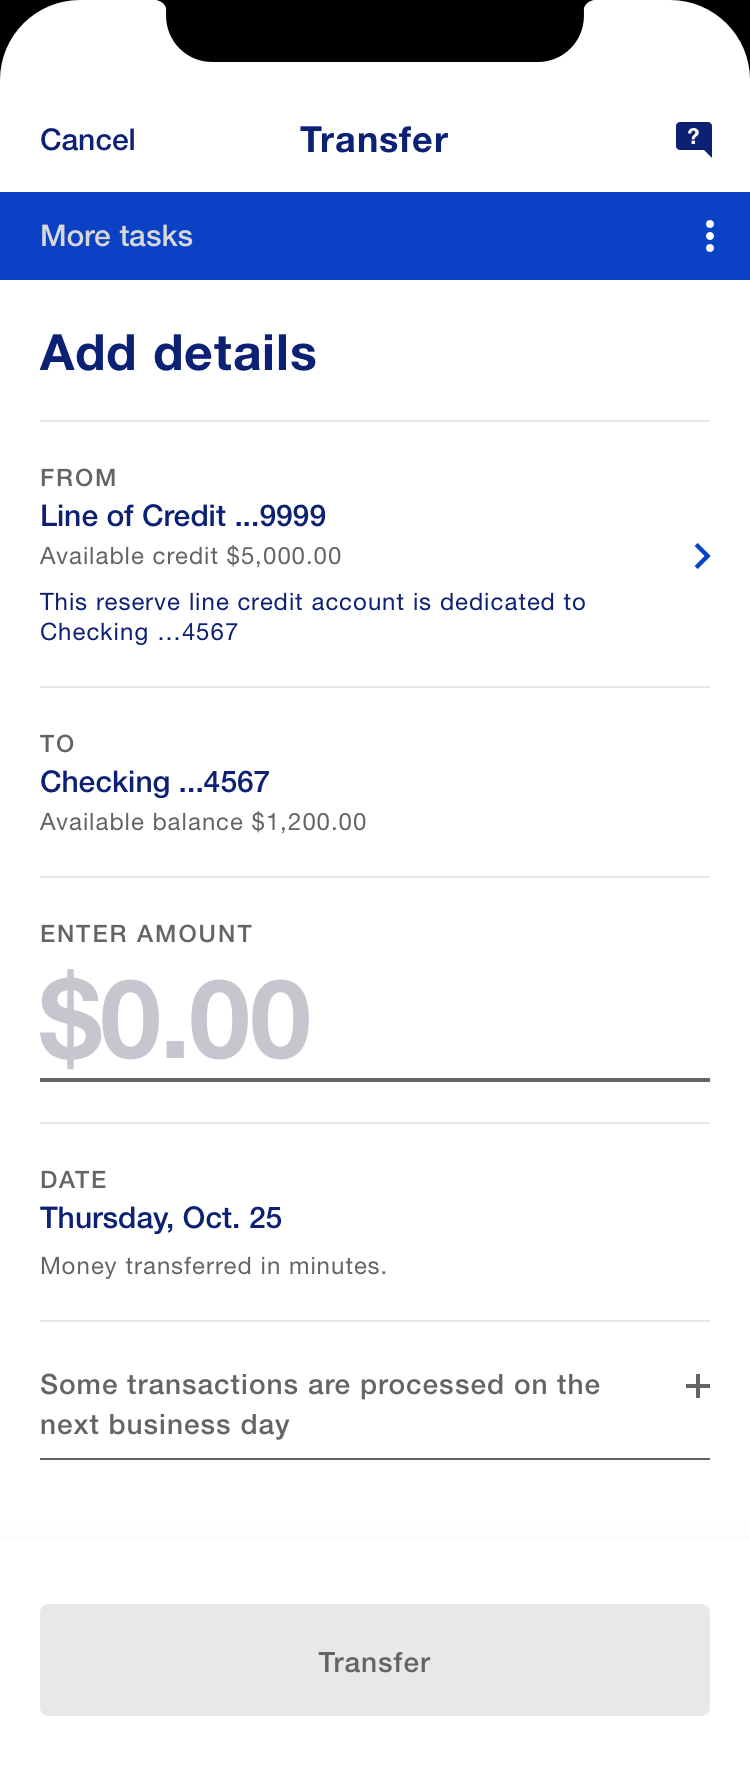 Cancel
Transfer
?
More tasks
Add details
FROM
Line of Credit ...9999
Available credit $5,000.00
This reserve line credit account is dedicated to
Checking ...4567
TO
Checking ...4567
Available balance $1,200.00
ENTER AMOUNT
$0.00
DATE
Thursday, Oct. 25
Money transferred in minutes.
Some transactions are processed on the
next business day
Transfer